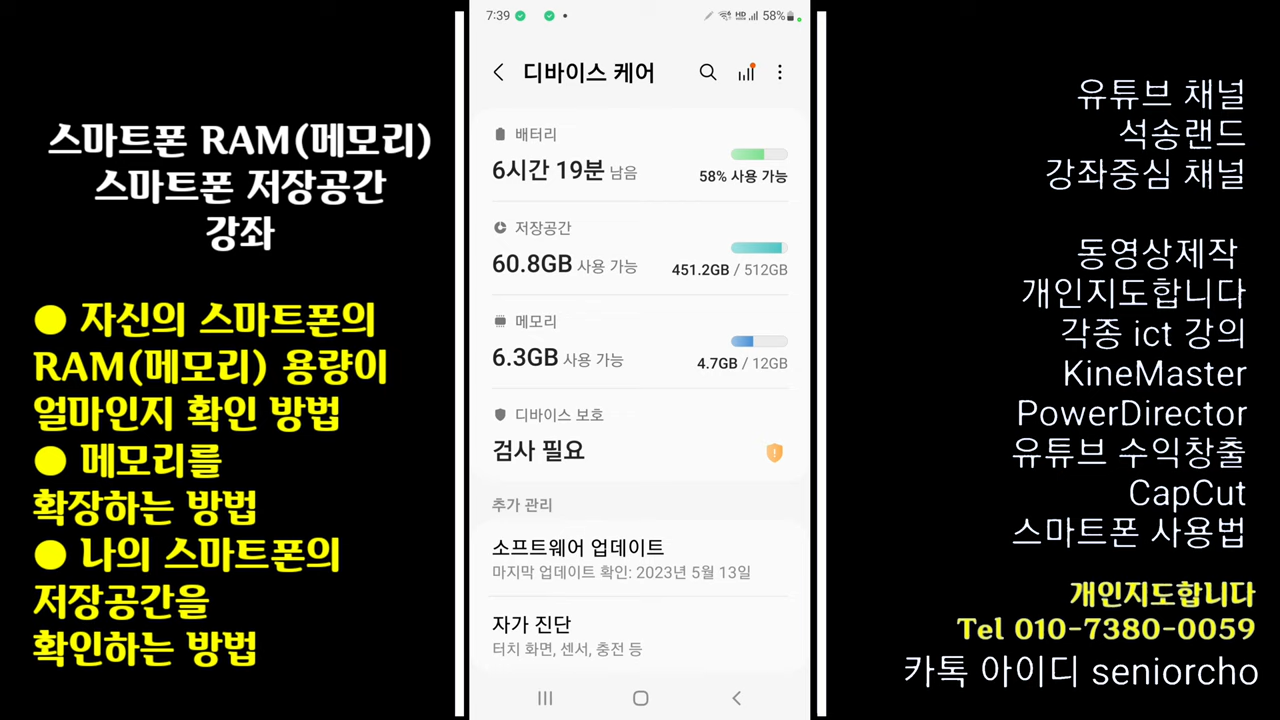 스마트폰 RAM(메모리)
스마트폰 저장공간
강좌
● 자신의 스마트폰의
RAM(메모리) 용량이
얼마인지 확인 방법
● 메모리를
확장하는 방법
● 나의 스마트폰의
저장공간을
확인하는 방법
7:39
HD 58%
디바이스 케어
배터리
6시간 19분 남음
58% 사용 가능
저장공간
60.8GB 사용 가능
451.2GB / 512GB
메모리
6.3GB 사용 가능
4.7GB / 12GB
디바이스 보호
검사 필요
추가 관리
소프트웨어 업데이트
마지막 업데이트 확인: 2023년 5월 13일
자가 진단
터치 화면, 센서, 충전 등
유튜브 채널
석송랜드
강좌중심 채널
동영상제작
개인지도합니다
각종 ict 강의
KineMaster
PowerDirector
유튜브 수익창출
CapCut
스마트폰 사용법
개인지도합니다
Tel 010-7380-0059
카톡 아이디 seniorcho